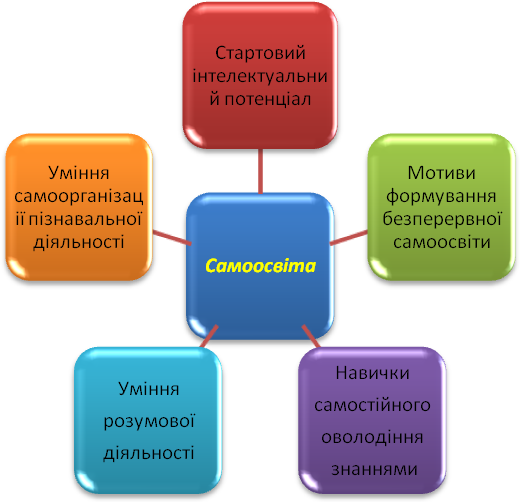 Стартовий
інтелектуальни
й потенціал
Уміння
самоорганізац
ії пізнавальної
діяльності
Мотиви
формування
безперервної
самоосвіти
Самоосвіта
Уміння
розумової
діяльності
Навички
самостійного
оволодіння
знаннями